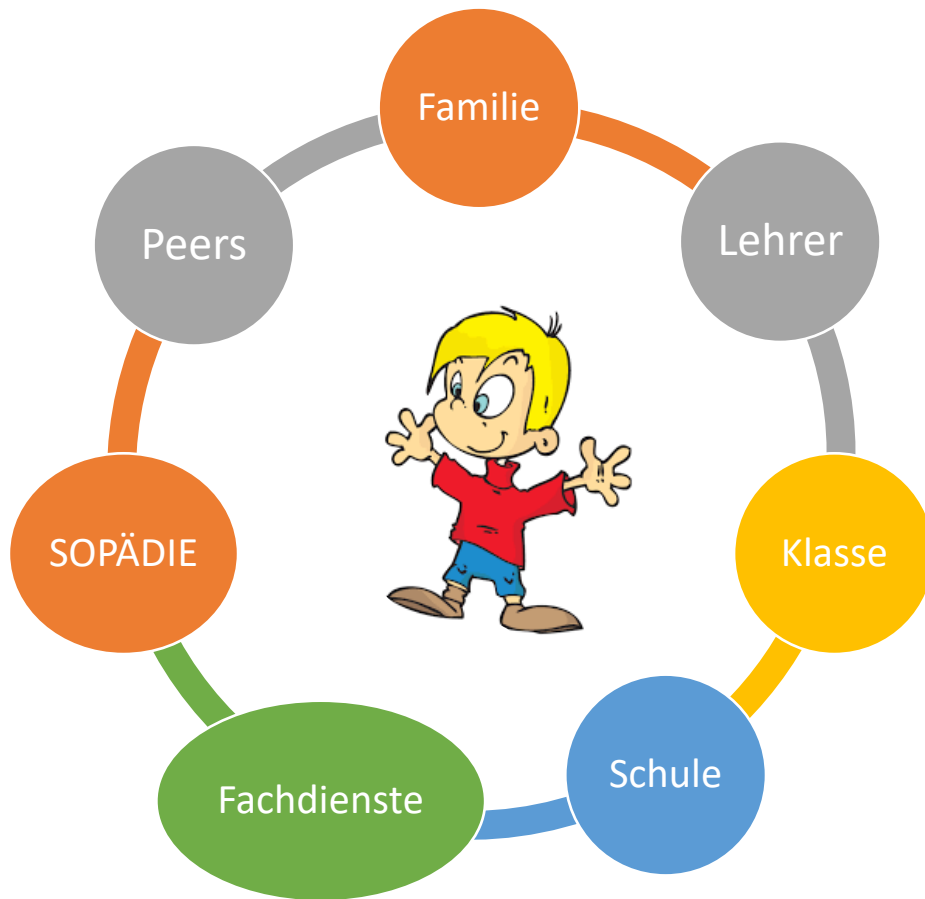 Familie
Lehrer
Klasse
Schule
Fachdienste
SOPÄDIE
Peers